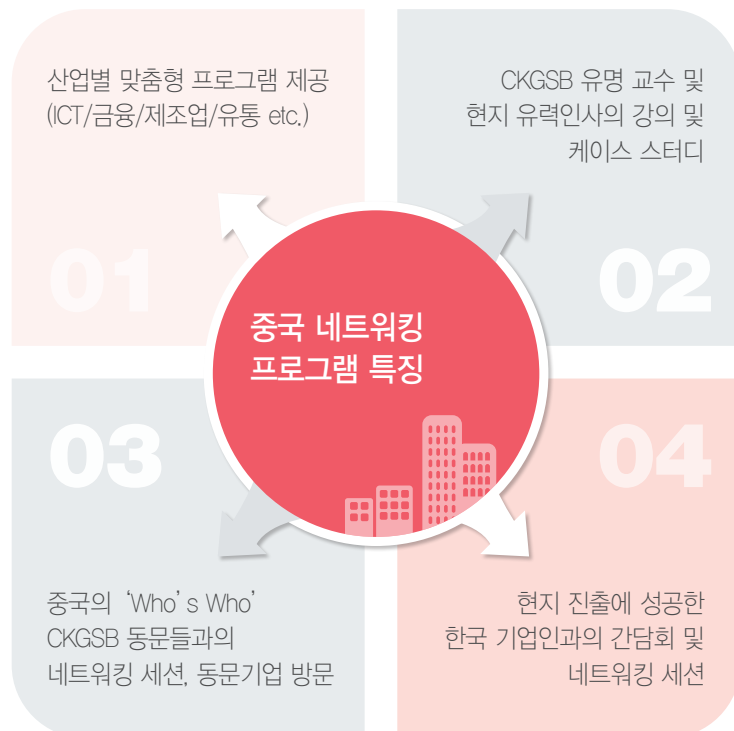 산업별 맞춤형 프로그램 제공
(ICT/금융/제조업/유통 etc.)
01
CKGSB 유명 교수 및
현지 유력인사의 강의 및
케이스 스터디
02
중국 네트워킹
프로그램 특징
03
중국의 ‘Who’s Who’
CKGSB 동문들과의
네트워킹 세션, 동문기업 방문
04
현지 진출에 성공한
한국 기업인과의 간담회 및
네트워킹 세션